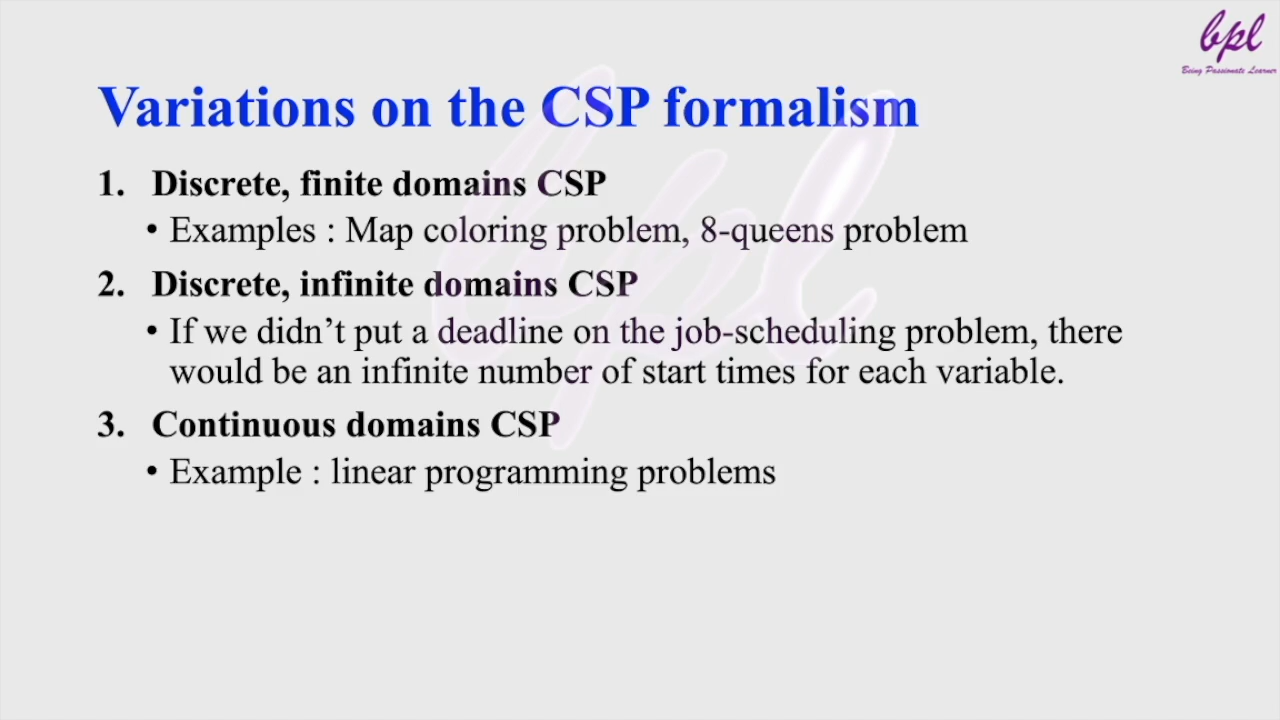 bpl
Being Passionate Learner
Variations on the CSP formalism
1. Discrete, finite domains CSP
• Examples : Map coloring problem, 8-queens problem
2. Discrete, infinite domains CSP
• If we didn’t put a deadline on the job-scheduling problem, there
would be an infinite number of start times for each variable.
3. Continuous domains CSP
• Example : linear programming problems
bpl